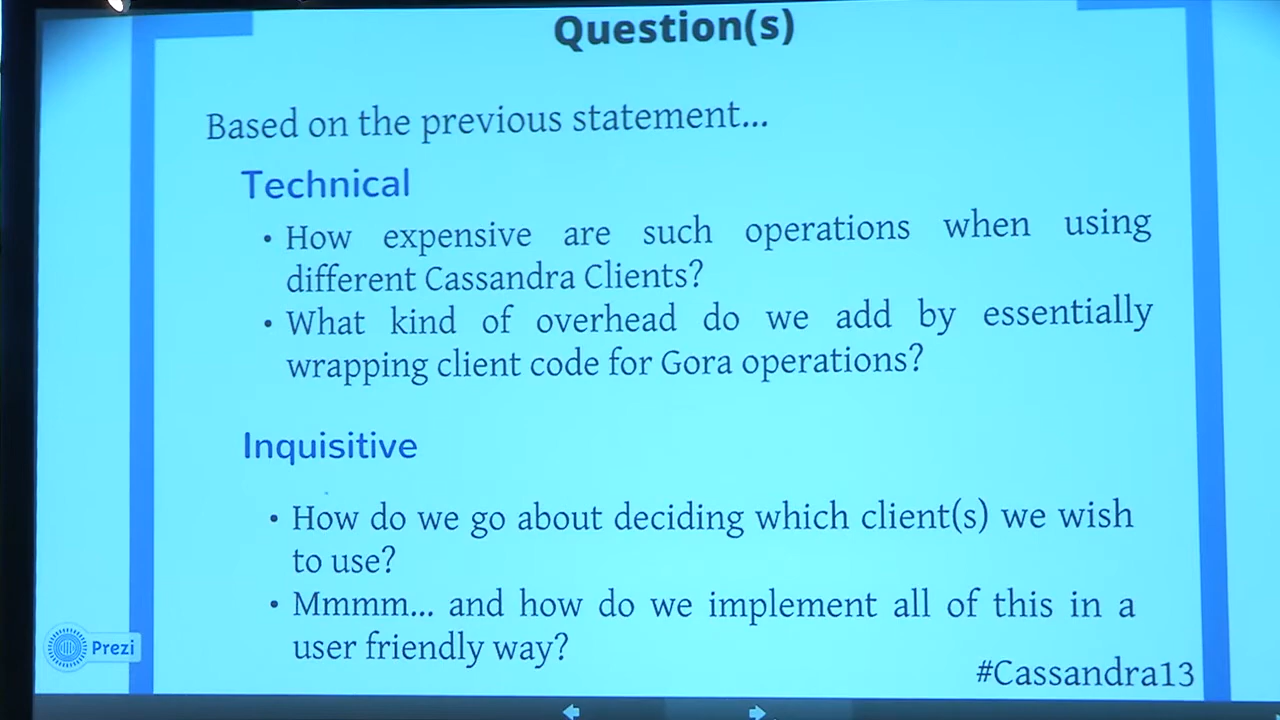 Question(s)
Based on the previous statement...
Technical
• How expensive are such operations when using
different Cassandra Clients?
• What kind of overhead do we add by essentially
wrapping client code for Gora operations?
Inquisitive
• How do we go about deciding which client(s) we wish
to use?
• Mmmm... and how do we implement all of this in a
user friendly way?
Prezi
#Cassandra13